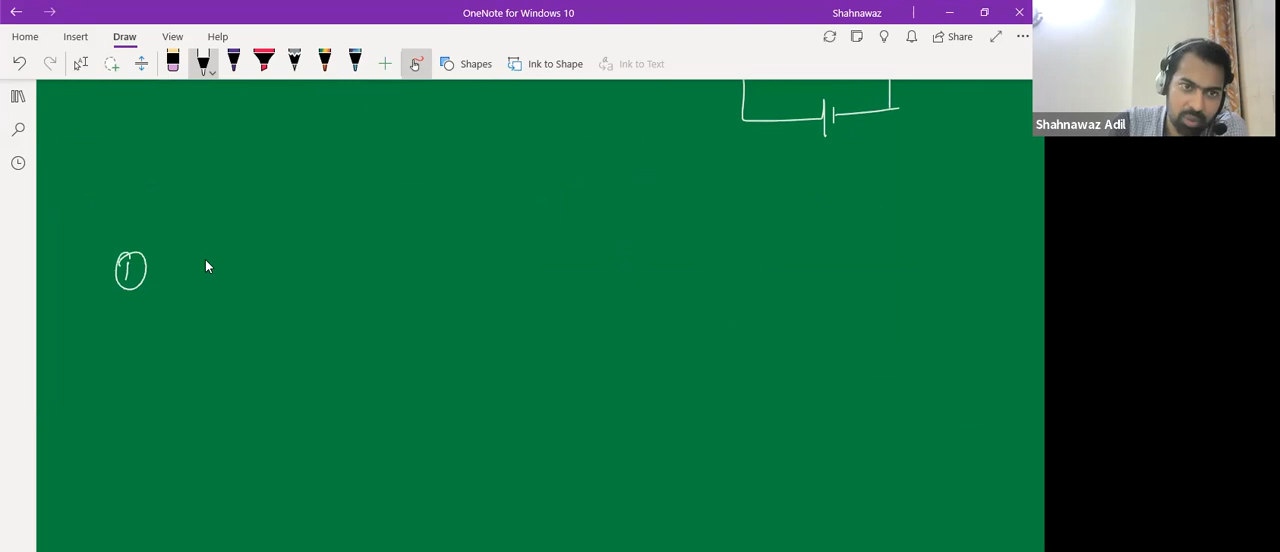 OneNote for Windows 10
Shahnawaz
Home Insert Draw View Help
Share
Shapes
Ink to Shape
Ink to Text
Shahnawaz Adil
1